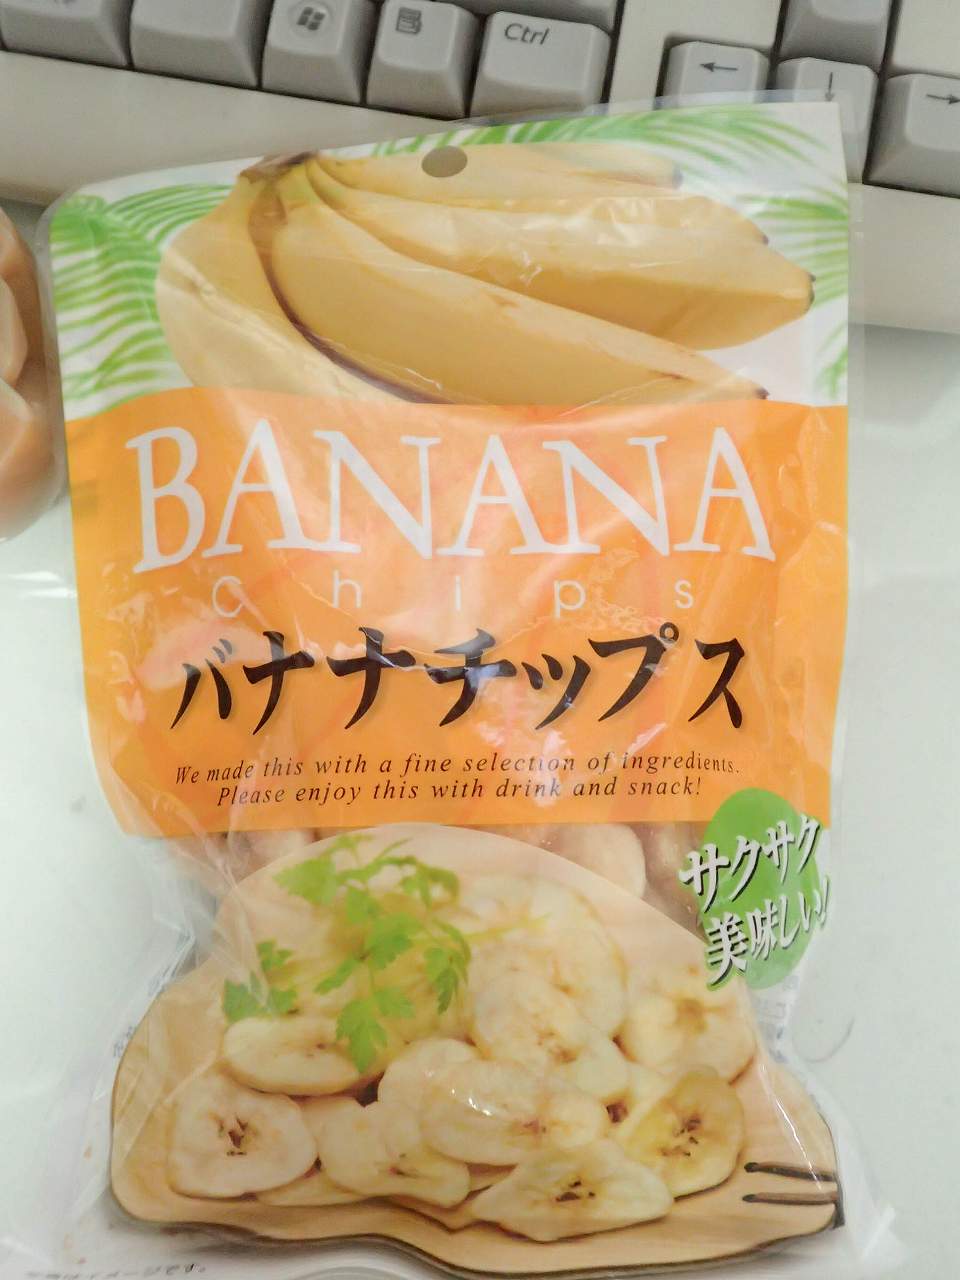 Ctrl
←
↓
→
BANANA
Chips
バナナチップス
We made this with a fine selection of ingredients.
Please enjoy this with drink and snack!
サクサク
美味しい!!